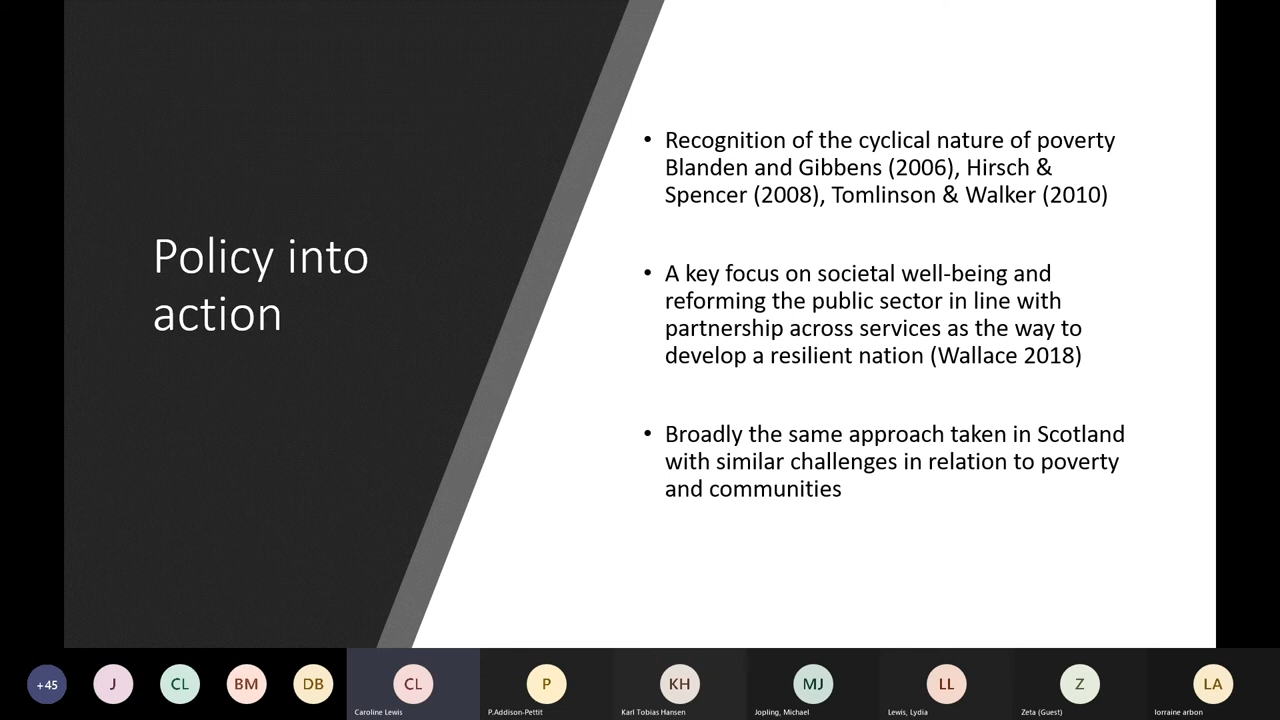 Policy into
action
• Recognition of the cyclical nature of poverty
Blanden and Gibbens (2006), Hirsch &
Spencer (2008), Tomlinson & Walker (2010)
• A key focus on societal well-being and
reforming the public sector in line with
partnership across services as the way to
develop a resilient nation (Wallace 2018)
• Broadly the same approach taken in Scotland
with similar challenges in relation to poverty
and communities
+45 J CL BM DB CL P KH MJ LL Z LA
Caroline Lewis P.Addison-Pettit Karl Tobias Hansen Jopling, Michael Lewis, Lydia Zeta (Guest) lorraine arbon